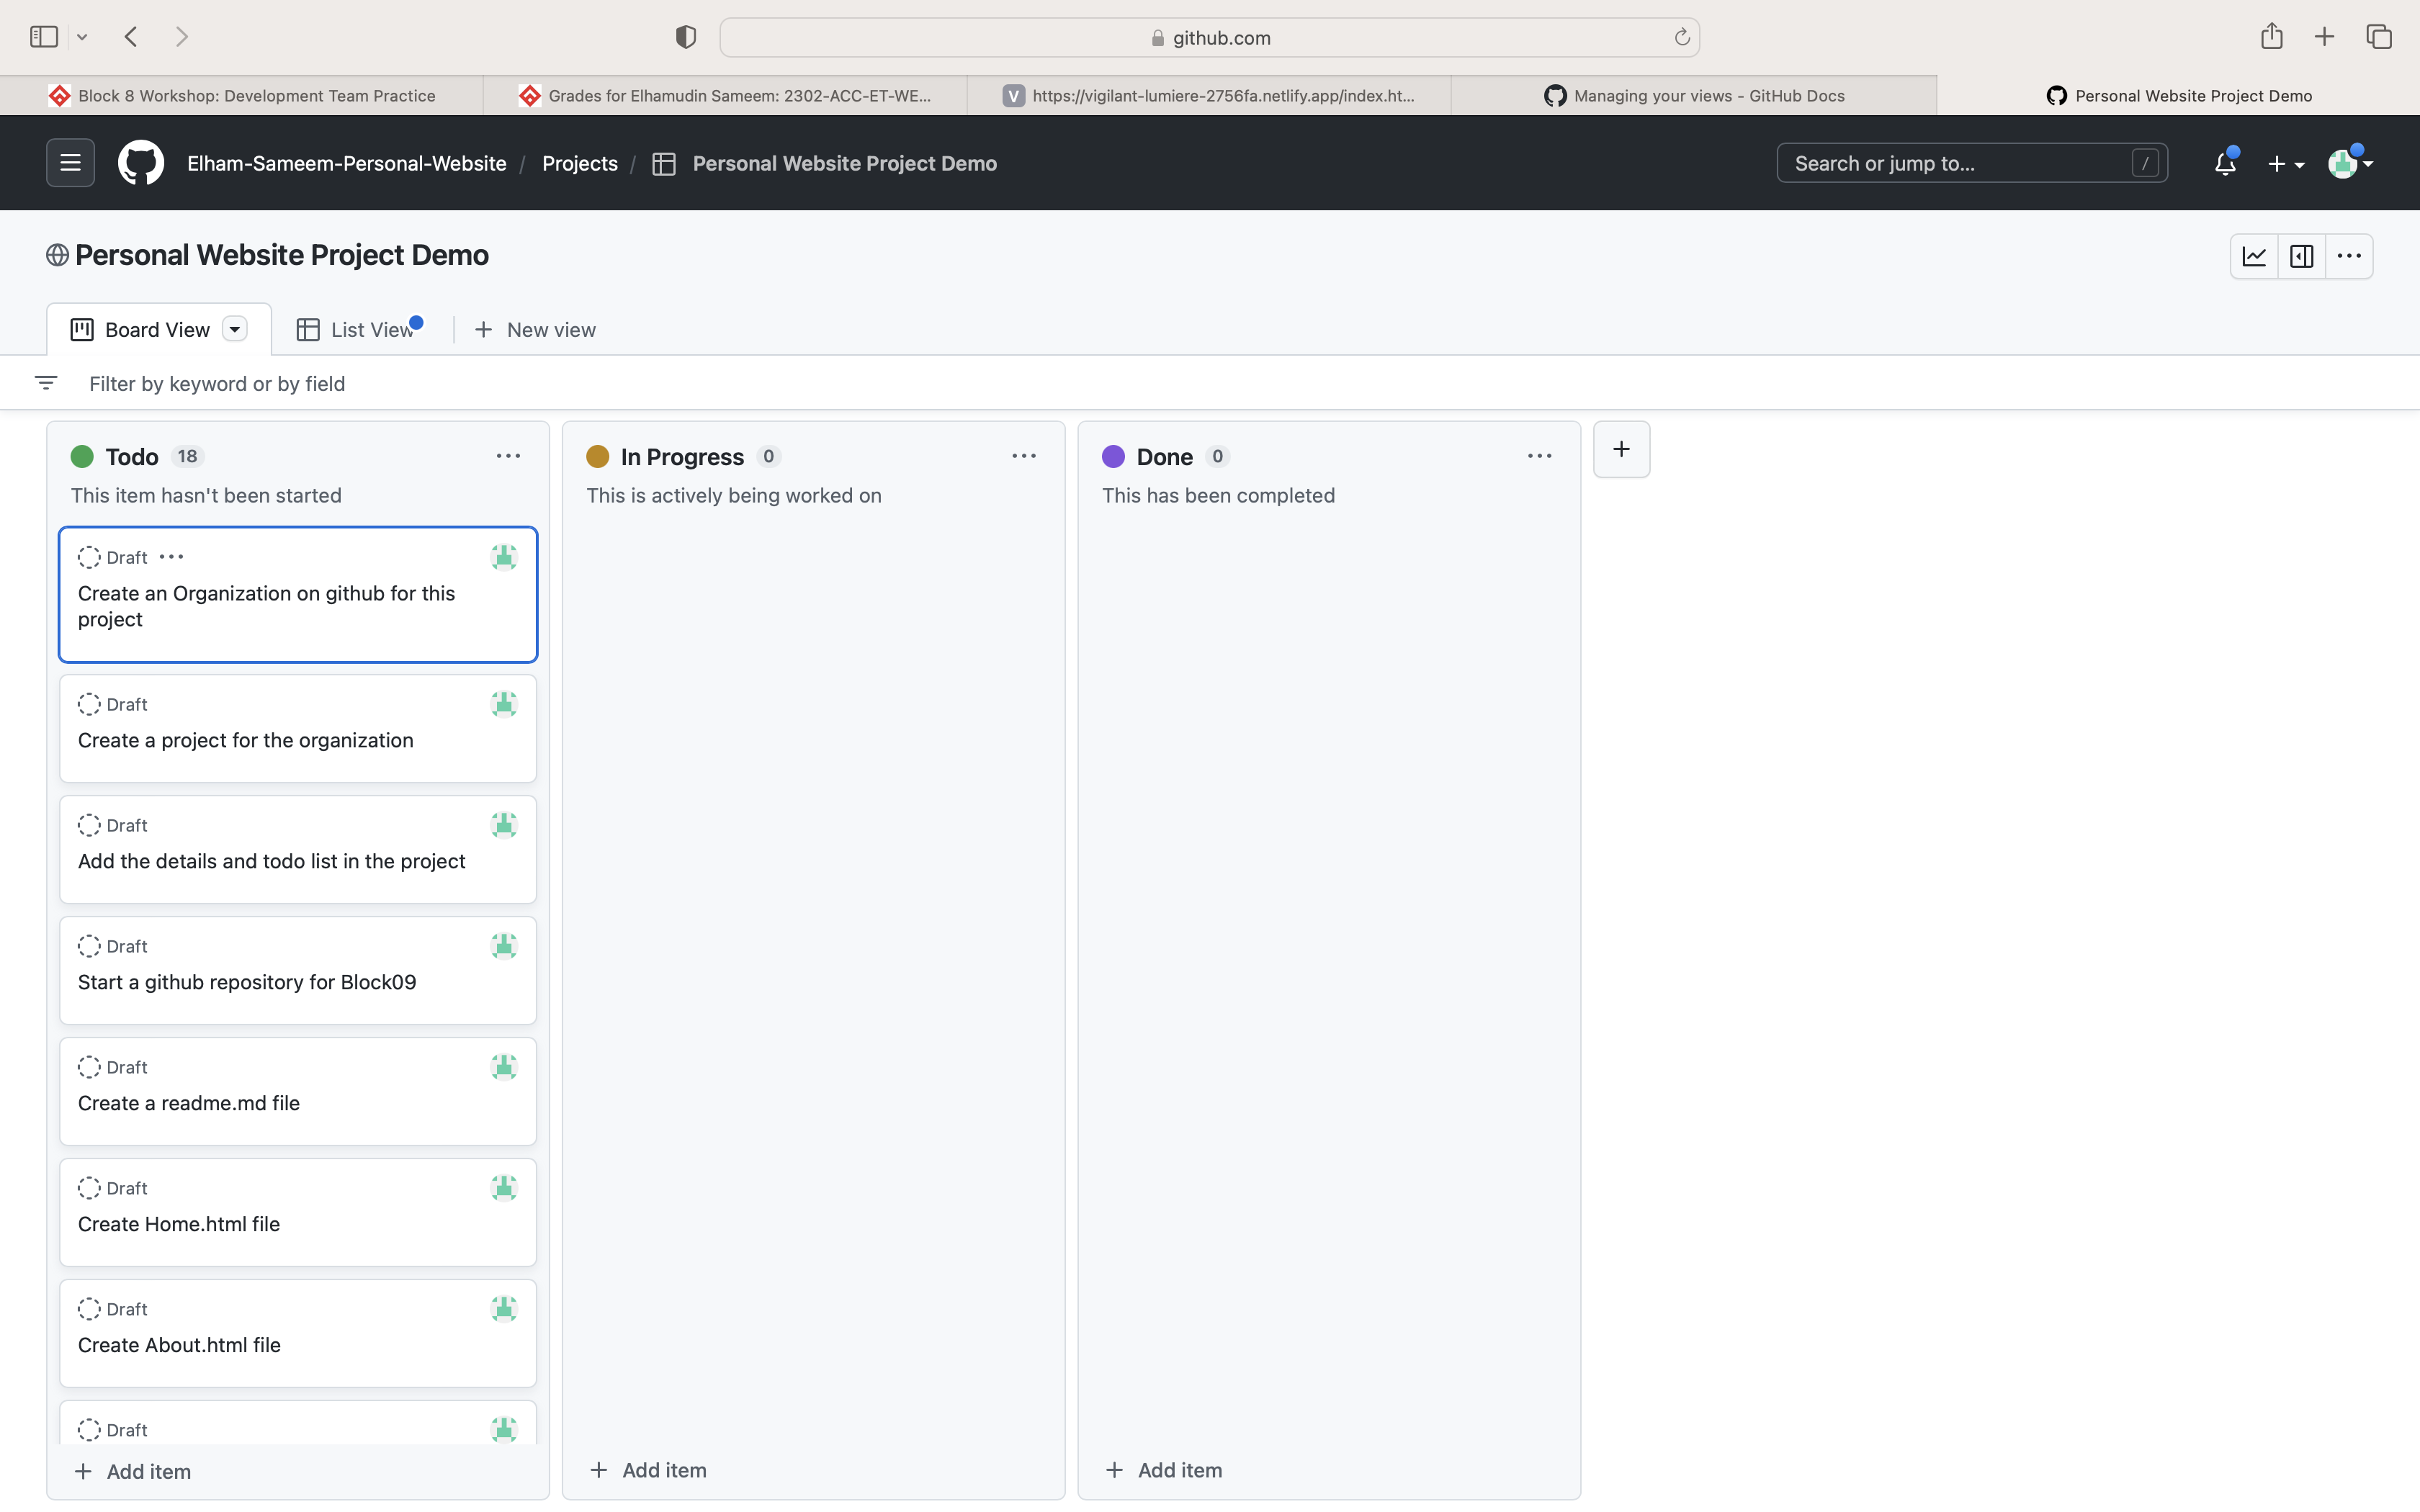 github.com
Block 8 Workshop: Development Team Practice
Grades for Elhamudin Sameem: 2302-ACC-ET-WE...
V
https://vigilant-lumiere-2756fa.netlify.app/index.ht...
Managing your views - GitHub Docs
Personal Website Project Demo
Elham-Sameem-Personal-Website / Projects / Personal Website Project Demo
Search or jump to... /
Personal Website Project Demo
Board View
List View
New view
Filter by keyword or by field
Todo 18
This item hasn't been started
Draft
Create an Organization on github for this
project
Draft
Create a project for the organization
Draft
Add the details and todo list in the project
Draft
Start a github repository for Block09
Draft
Create a readme.md file
Draft
Create Home.html file
Draft
Create About.html file
Draft
Add item
In Progress 0
This is actively being worked on
Add item
Done 0
This has been completed
Add item